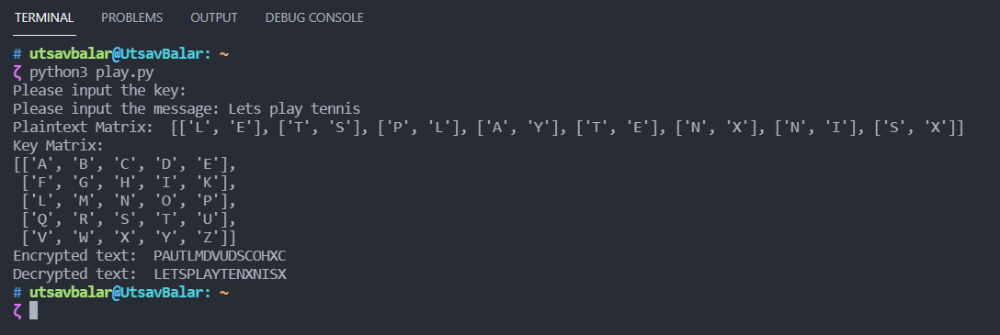 TERMINAL PROBLEMS OUTPUT DEBUG CONSOLE
# utsavbalar@UtsavBalar: ~
ζ python3 play.py
Please input the key:
Please input the message: Lets play tennis
Plaintext Matrix:  [['L', 'E'], ['T', 'S'], ['P', 'L'], ['A', 'Y'], ['T', 'E'], ['N', 'X'], ['N', 'I'], ['S', 'X']]
Key Matrix:
[['A', 'B', 'C', 'D', 'E'],
 ['F', 'G', 'H', 'I', 'K'],
 ['L', 'M', 'N', 'O', 'P'],
 ['Q', 'R', 'S', 'T', 'U'],
 ['V', 'W', 'X', 'Y', 'Z']]
Encrypted text:  PAUTLMDVUDSCOHXC
Decrypted text:  LETSPLAYTENXNISX
# utsavbalar@UtsavBalar: ~
ζ